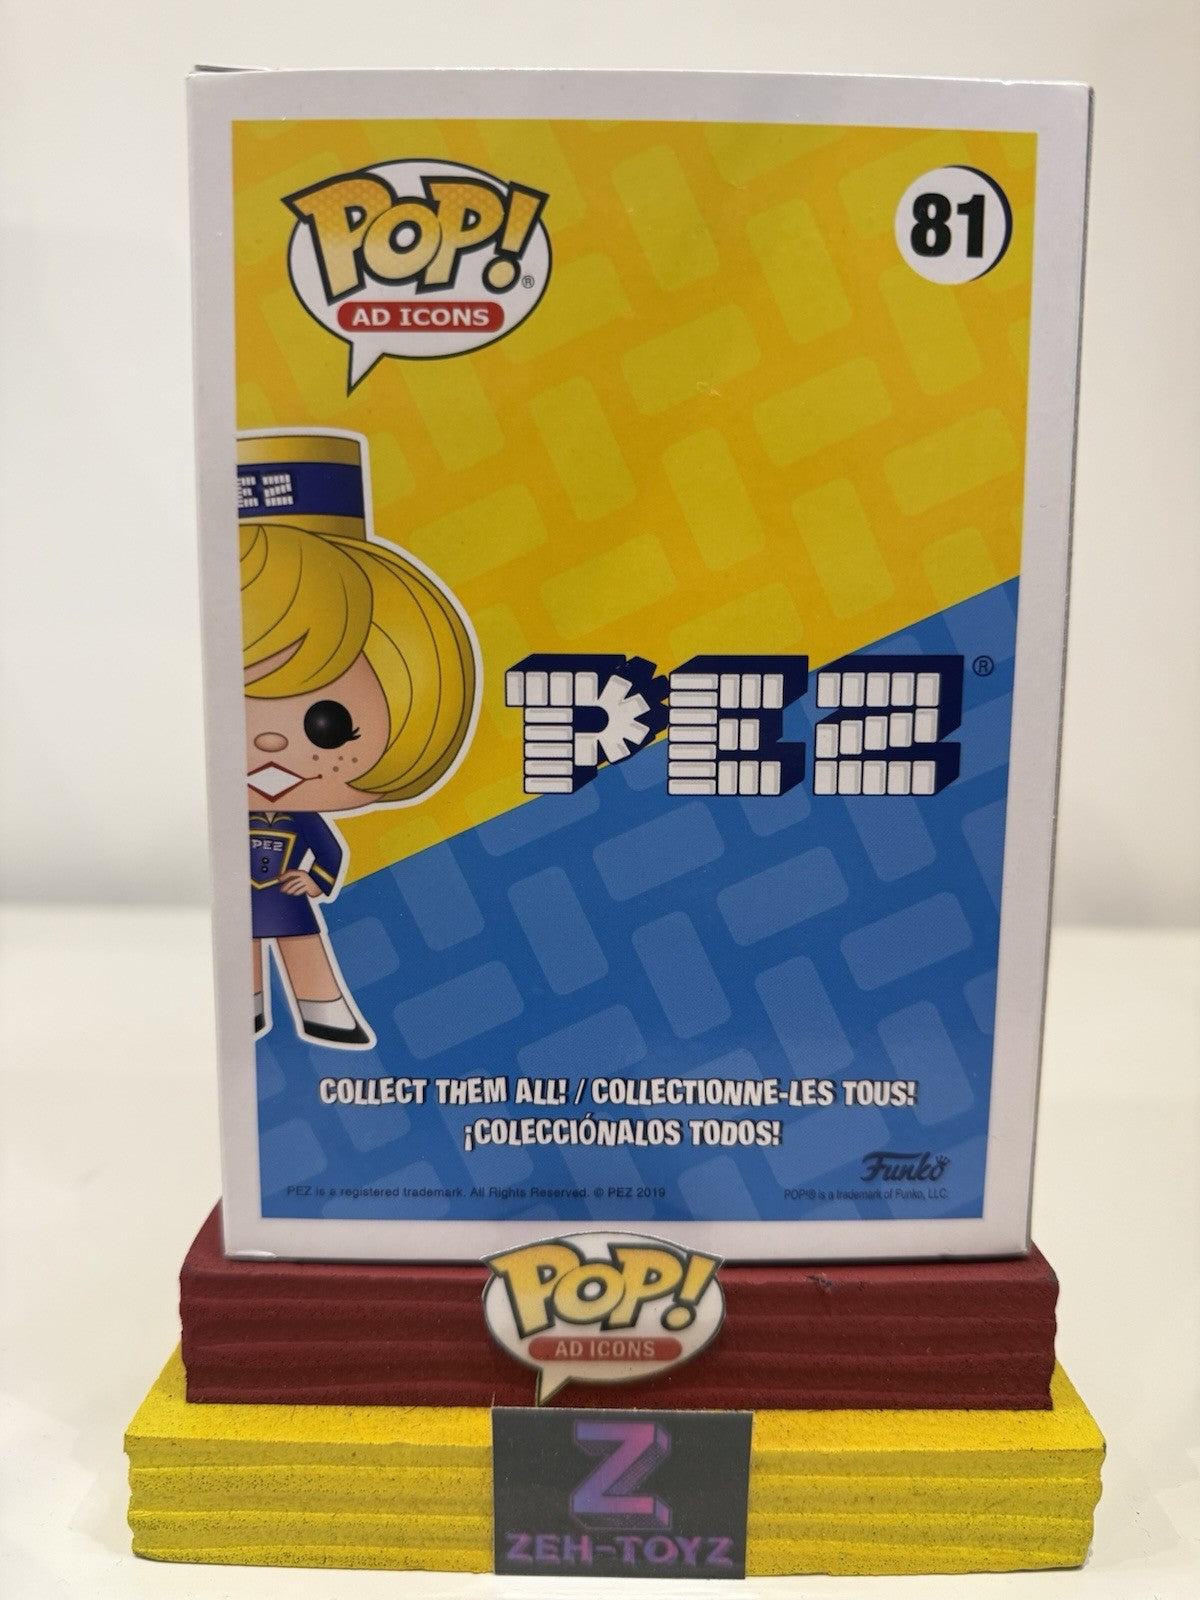 POP!®
AD ICONS
81
EZ
PEZ®
PEZ
COLLECT THEM ALL! / COLLECTIONNE-LES TOUS!
¡COLECCIÓNALOS TODOS!
Funko
PEZ is a registered trademark. All Rights Reserved. © PEZ 2019
POP!® is a trademark of Funko, LLC.
POP!
AD ICONS
Z
ZEH-TOYZ